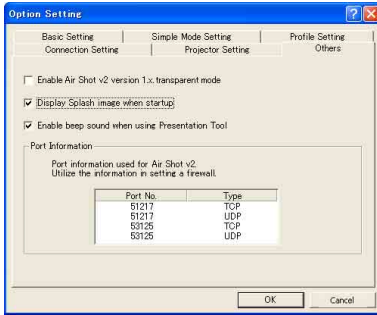 Option Setting
Basic Setting Simple Mode Setting Profile Setting
Connection Setting Projector Setting Others
Enable Air Shot v2 version 1.x. transparent mode
Display Splash image when startup
Enable beep sound when using Presentation Tool
Port Information
Port information used for Air Shot v2.
Utilize the information in setting a firewall.
Port No. Type
51217 TCP
51217 UDP
53125 TCP
53125 UDP
OK Cancel